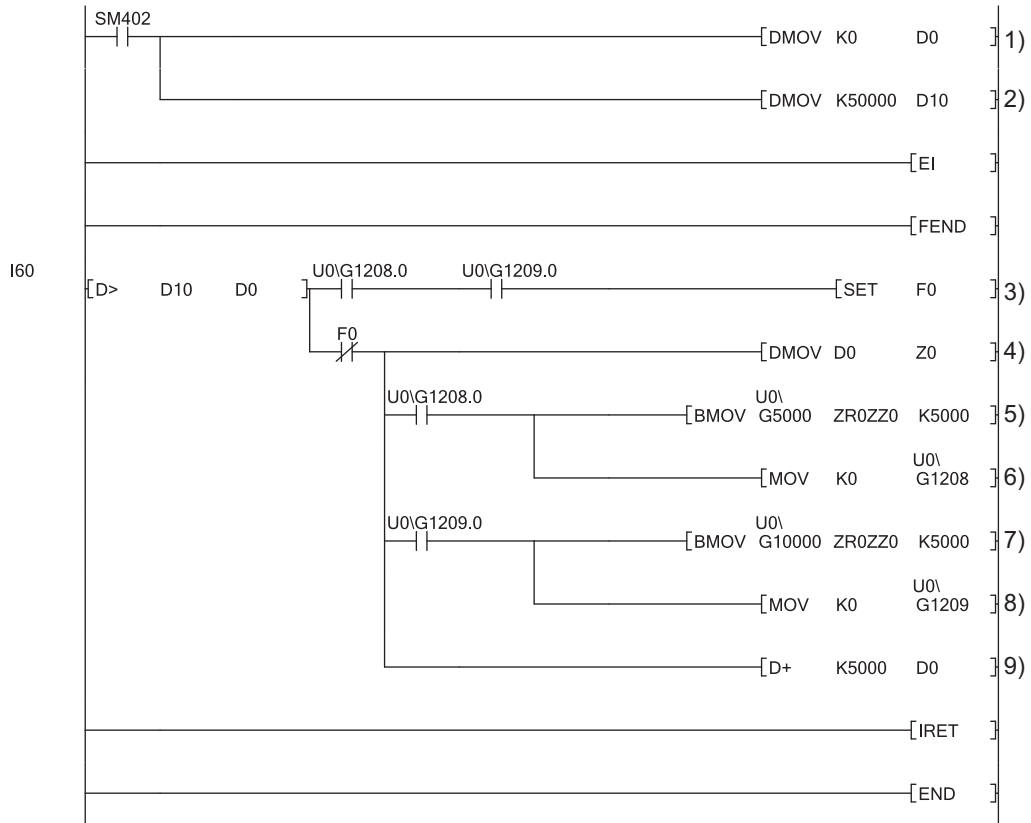 SM402
[DMOV K0 D0 ] 1)
[DMOV K50000 D10 ] 2)
[EI ]
[FEND ]
I60
U0\G1208.0 U0\G1209.0
[D> D10 D0 ] [SET F0 ] 3)
F0
[DMOV D0 Z0 ] 4)
U0\G1208.0 U0\
[BMOV G5000 ZR0ZZ0 K5000 ] 5)
U0\
[MOV K0 G1208 ] 6)
U0\G1209.0 U0\
[BMOV G10000 ZR0ZZ0 K5000 ] 7)
U0\
[MOV K0 G1209 ] 8)
[D+ K5000 D0 ] 9)
[IRET ]
[END ]